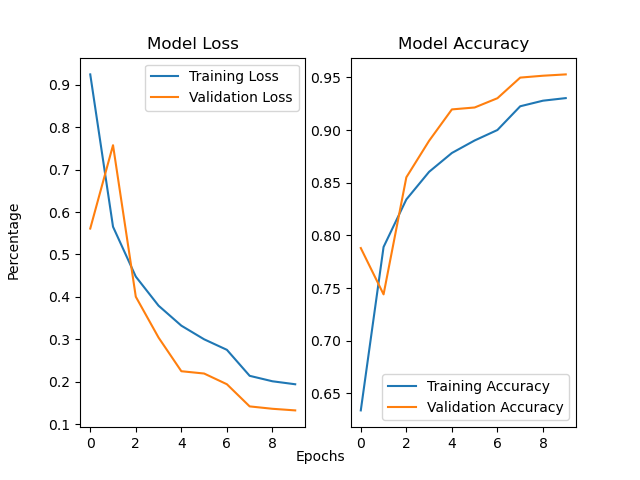 Model Loss
Model Accuracy
Percentage
0.9
0.8
0.7
0.6
0.5
0.4
0.3
0.2
0.1
Training Loss
Validation Loss
0 2 4 6 8
0.95
0.90
0.85
0.80
0.75
0.70
0.65
Training Accuracy
Validation Accuracy
0 2 4 6 8
Epochs